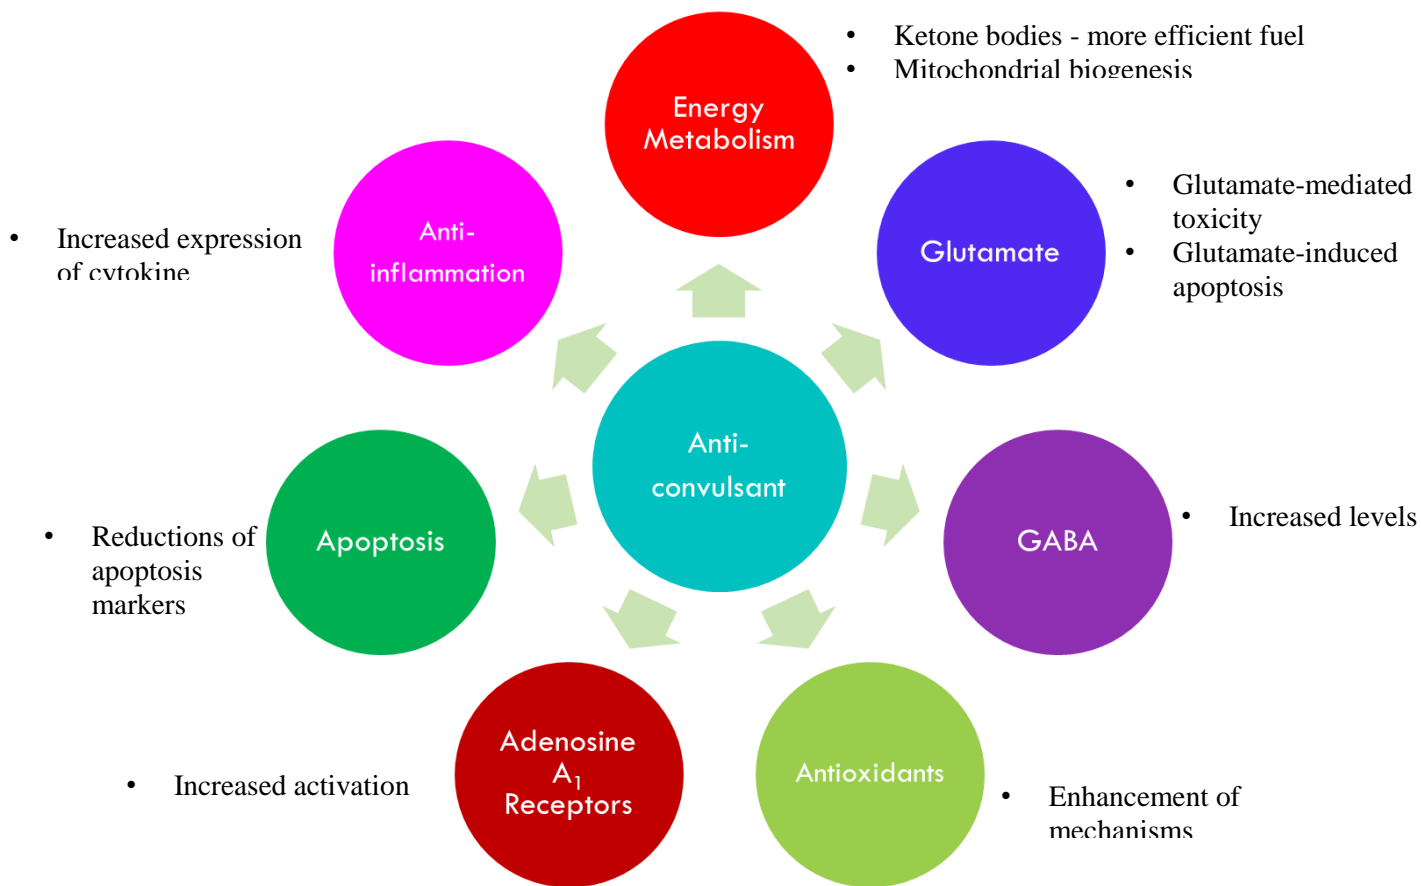 Energy
Metabolism
• Ketone bodies - more efficient fuel
• Mitochondrial biogenesis
Glutamate
• Glutamate-mediated
toxicity
• Glutamate-induced
apoptosis
GABA
• Increased levels
Antioxidants
• Enhancement of
mechanisms
Adenosine
A₁
Receptors
• Increased activation
Apoptosis
• Reductions of
apoptosis
markers
Anti-
inflammation
• Increased expression
of cytokine
Anti-
convulsant